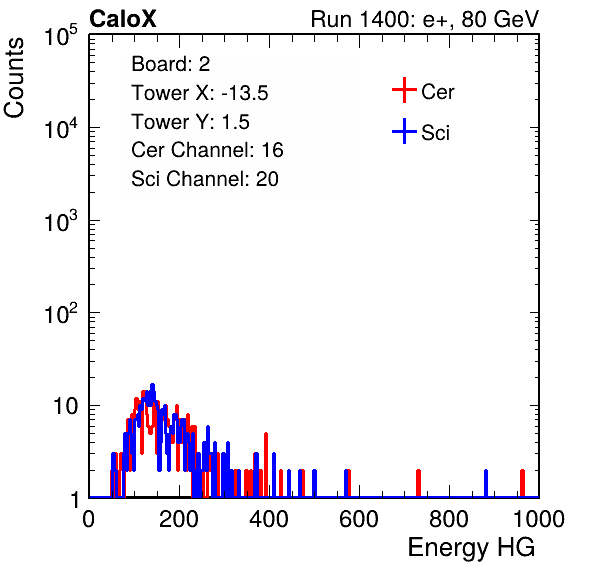 CaloX Run 1400: e+, 80 GeV
Counts
Board: 2
Tower X: -13.5
Tower Y: 1.5
Cer Channel: 16
Sci Channel: 20
Cer
Sci
10^5
10^4
10^3
10^2
10
1
0 200 400 600 800 1000
Energy HG